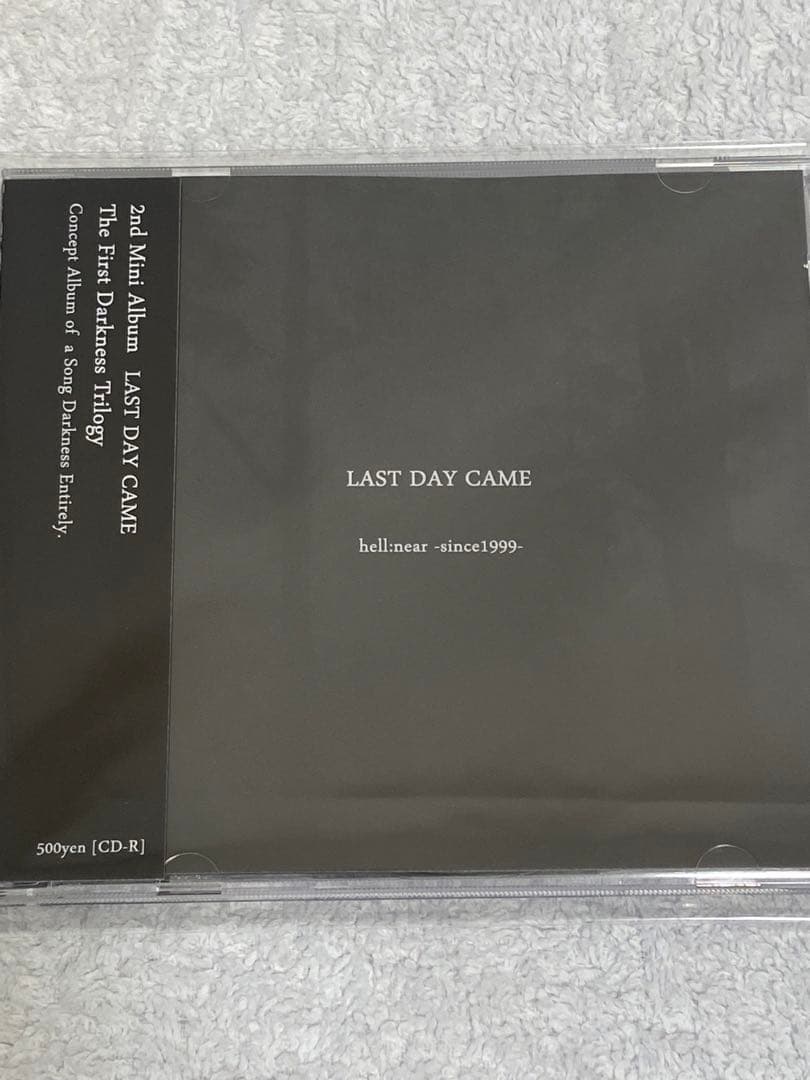 2nd Mini Album LAST DAY CAME
The First Darkness Trilogy
Concept Album of a Song Darkness Entirely.
500yen [CD-R]
LAST DAY CAME
hell:near -since1999-